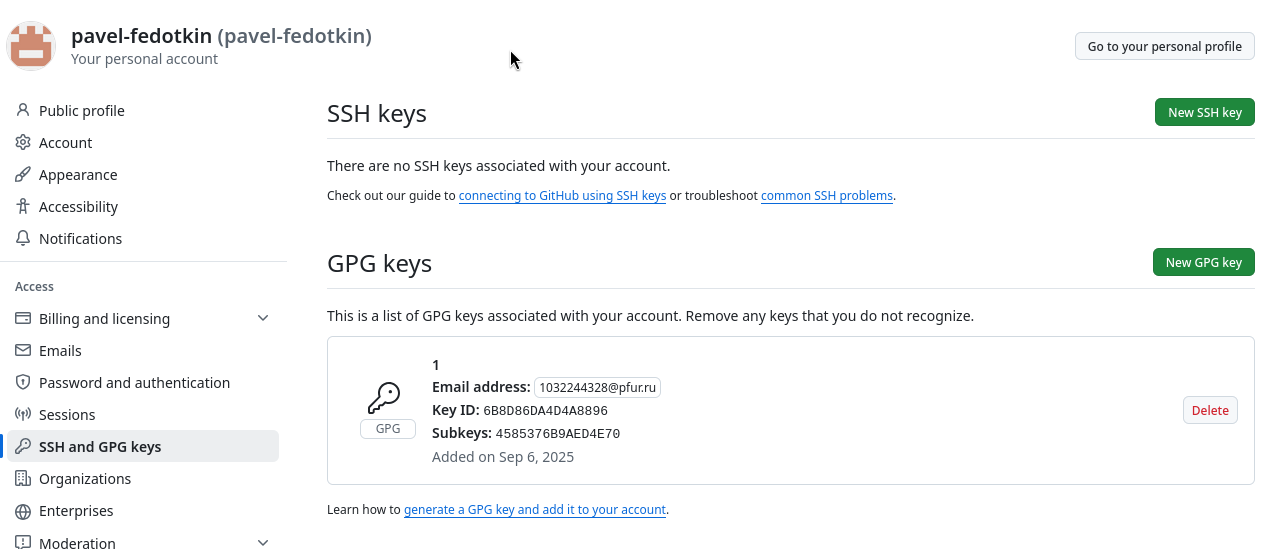 pavel-fedotkin (pavel-fedotkin)
Your personal account
Go to your personal profile
Public profile
Account
Appearance
Accessibility
Notifications
Access
Billing and licensing
Emails
Password and authentication
Sessions
SSH and GPG keys
Organizations
Enterprises
Moderation
SSH keys
New SSH key
There are no SSH keys associated with your account.
Check out our guide to connecting to GitHub using SSH keys or troubleshoot common SSH problems.
GPG keys
New GPG key
This is a list of GPG keys associated with your account. Remove any keys that you do not recognize.
GPG
1
Email address: 1032244328@pfur.ru
Key ID: 6B8D86DA4D4A8896
Subkeys: 4585376B9AED4E70
Added on Sep 6, 2025
Delete
Learn how to generate a GPG key and add it to your account.